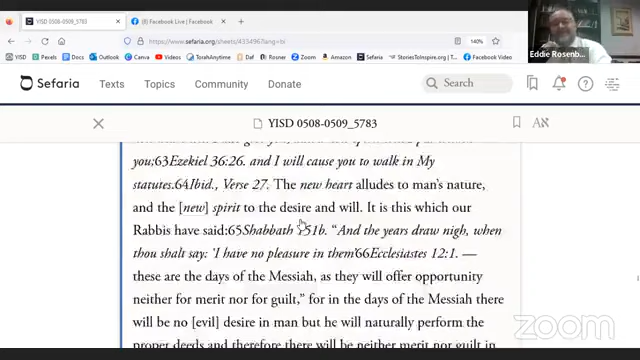 YISD 0508-0509_5783
Facebook Live | Facebook
https://www.sefaria.org/sheets/433496?lang=bi
140%
YISD
Outlook
Canva
Videos
TorahAnytime
Daf
Rosner
Zoom
Amazon
Sefaria
StoriesToInspire.org
Facebook Video
Sefaria
Texts
Topics
Community
Donate
Search
YISD 0508-0509_5783
you;63Ezekiel 36:26. and I will cause you to walk in My
statutes.64Ibid., Verse 27. The new heart alludes to man's nature,
and the [new] spirit to the desire and will. It is this which our
Rabbis have said:65Shabbath 151b. "And the years draw nigh, when
thou shalt say: 'I have no pleasure in them'66Ecclesiastes 12:1. —
these are the days of the Messiah, as they will offer opportunity
neither for merit nor for guilt," for in the days of the Messiah there
will be no [evil] desire in man but he will naturally perform the
proper deeds and therefore there will be neither merit nor guilt in
Eddie Rosenb...
zoom